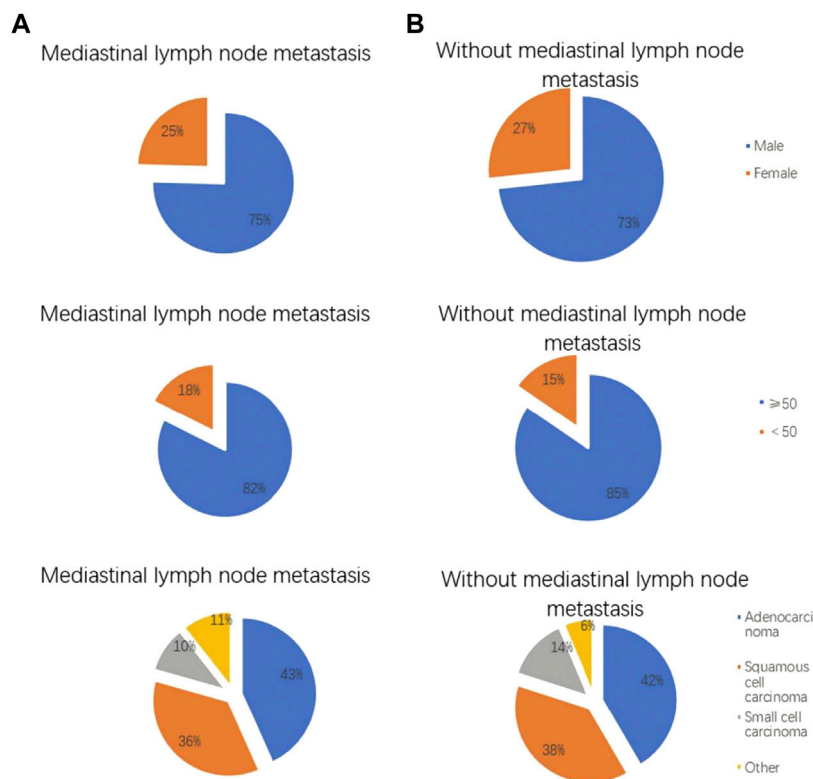 A
B
Mediastinal lymph node metastasis
Without mediastinal lymph node
metastasis
25%
75%
27%
73%
Male
Female
Mediastinal lymph node metastasis
Without mediastinal lymph node
metastasis
18%
82%
15%
85%
⩾50
＜50
Mediastinal lymph node metastasis
Without mediastinal lymph node
metastasis
11%
10%
43%
36%
6%
14%
42%
38%
Adenocarci
noma
Squamous
cell
carcinoma
Small cell
carcinoma
Other